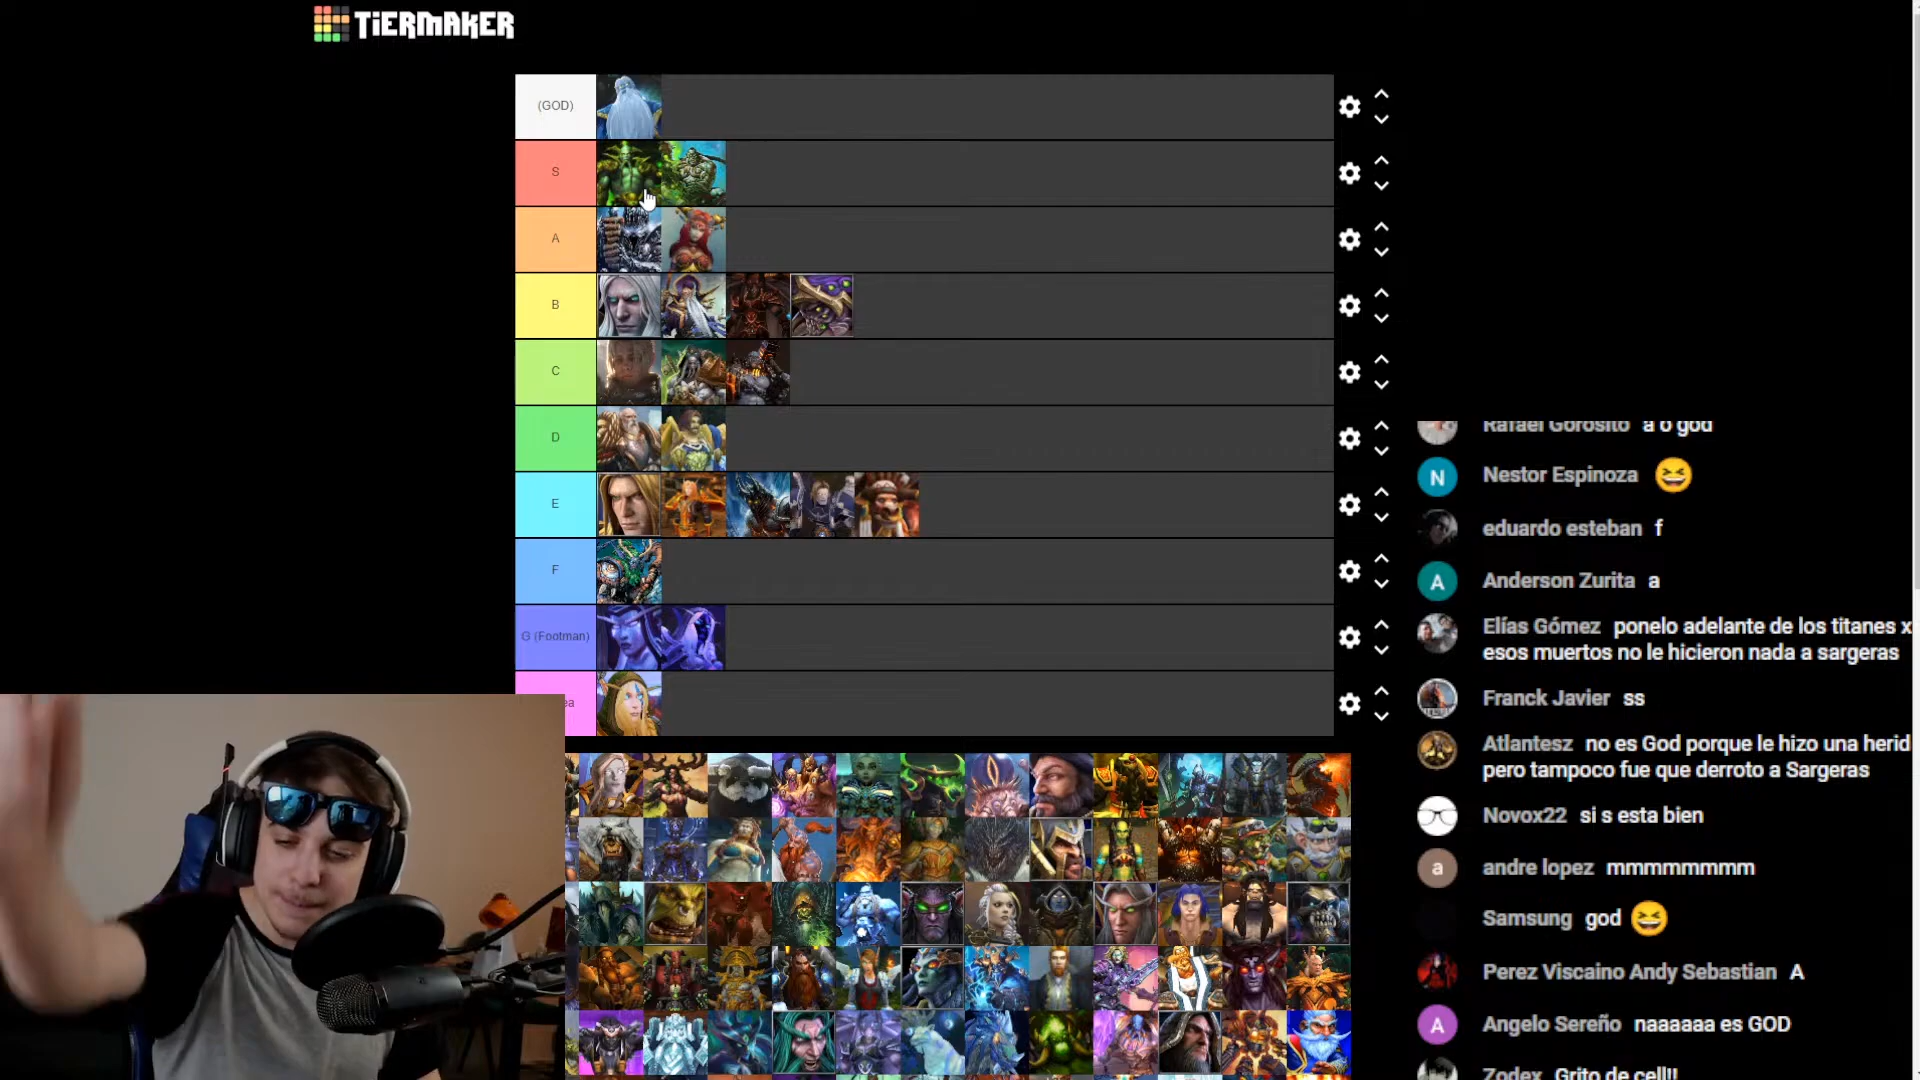 TiERMAKER
(GOD)
S
A
B
C
D
E
F
G (Footman)
ea
Rafael Gorosito a o god
N Nestor Espinoza 😆
eduardo esteban f
A Anderson Zurita a
Elías Gómez ponelo adelante de los titanes x
esos muertos no le hicieron nada a sargeras
Franck Javier ss
Atlantesz no es God porque le hizo una herid
pero tampoco fue que derroto a Sargeras
Novox22 si s esta bien
a andre lopez mmmmmmmm
Samsung god 😆
Perez Viscaino Andy Sebastian A
A Angelo Sereño naaaaaa es GOD
Zodex Grito de cell!!